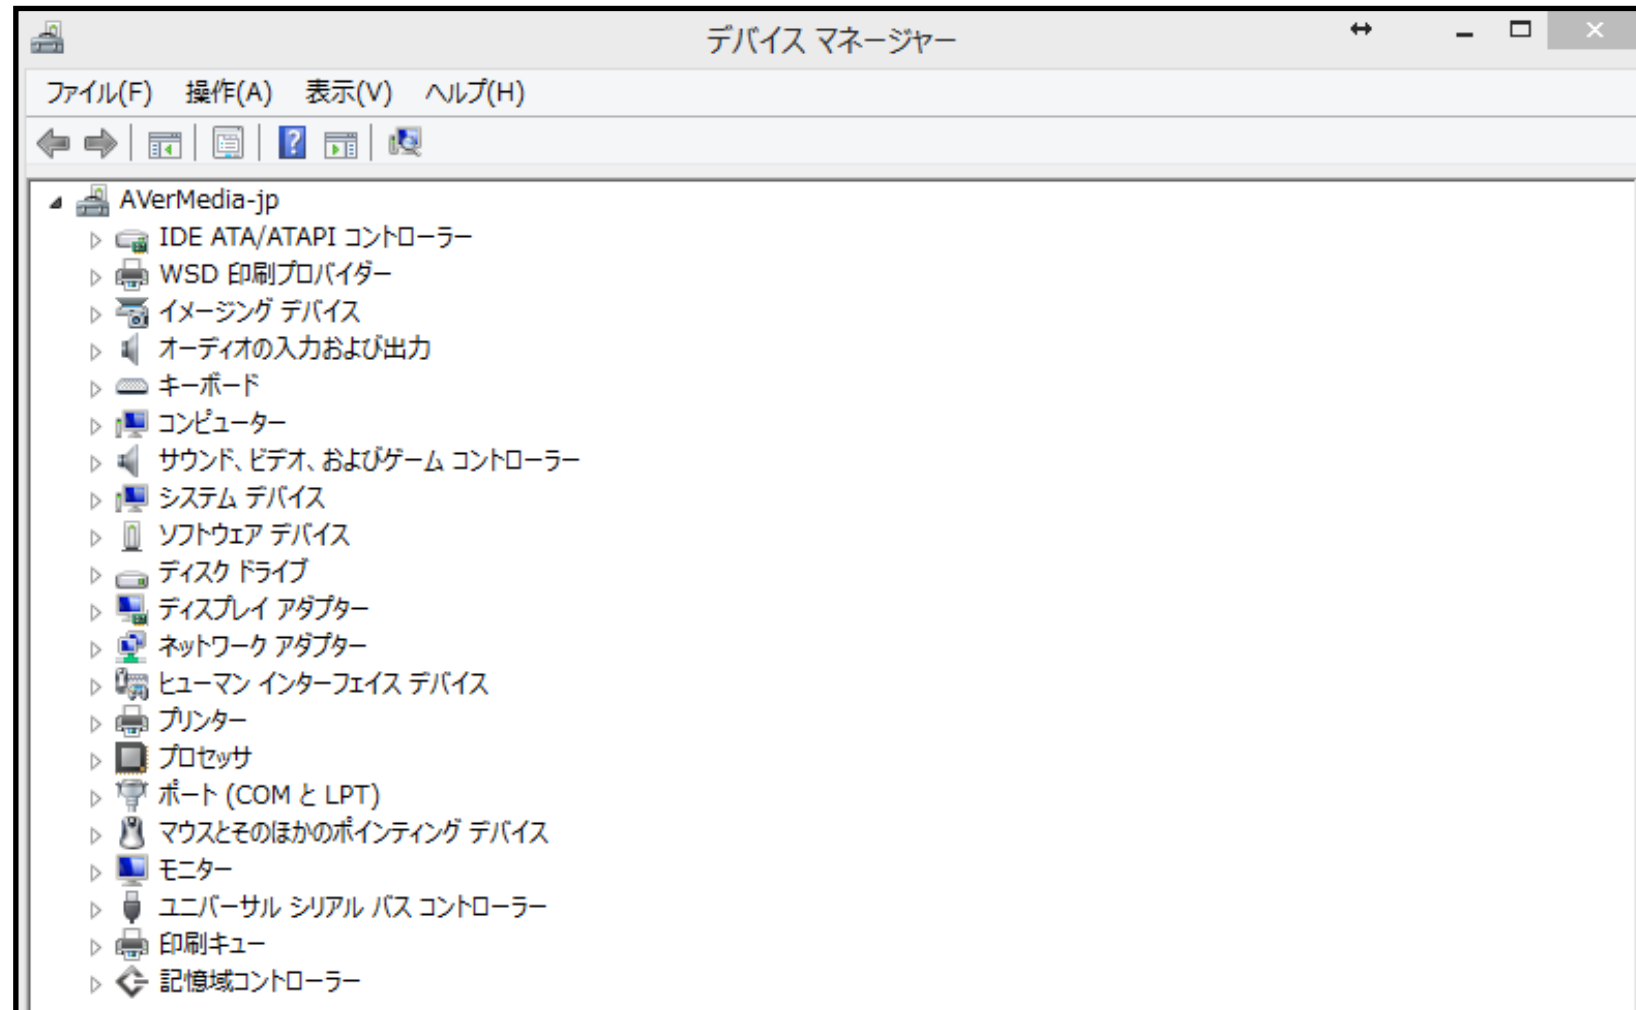 デバイス マネージャー
ファイル(F) 操作(A) 表示(V) ヘルプ(H)
AVerMedia-jp
IDE ATA/ATAPI コントローラー
WSD 印刷プロバイダー
イメージング デバイス
オーディオの入力および出力
キーボード
コンピューター
サウンド、ビデオ、およびゲーム コントローラー
システム デバイス
ソフトウェア デバイス
ディスク ドライブ
ディスプレイ アダプター
ネットワーク アダプター
ヒューマン インターフェイス デバイス
プリンター
プロセッサ
ポート (COM と LPT)
マウスとそのほかのポインティング デバイス
モニター
ユニバーサル シリアル バス コントローラー
印刷キュー
記憶域コントローラー